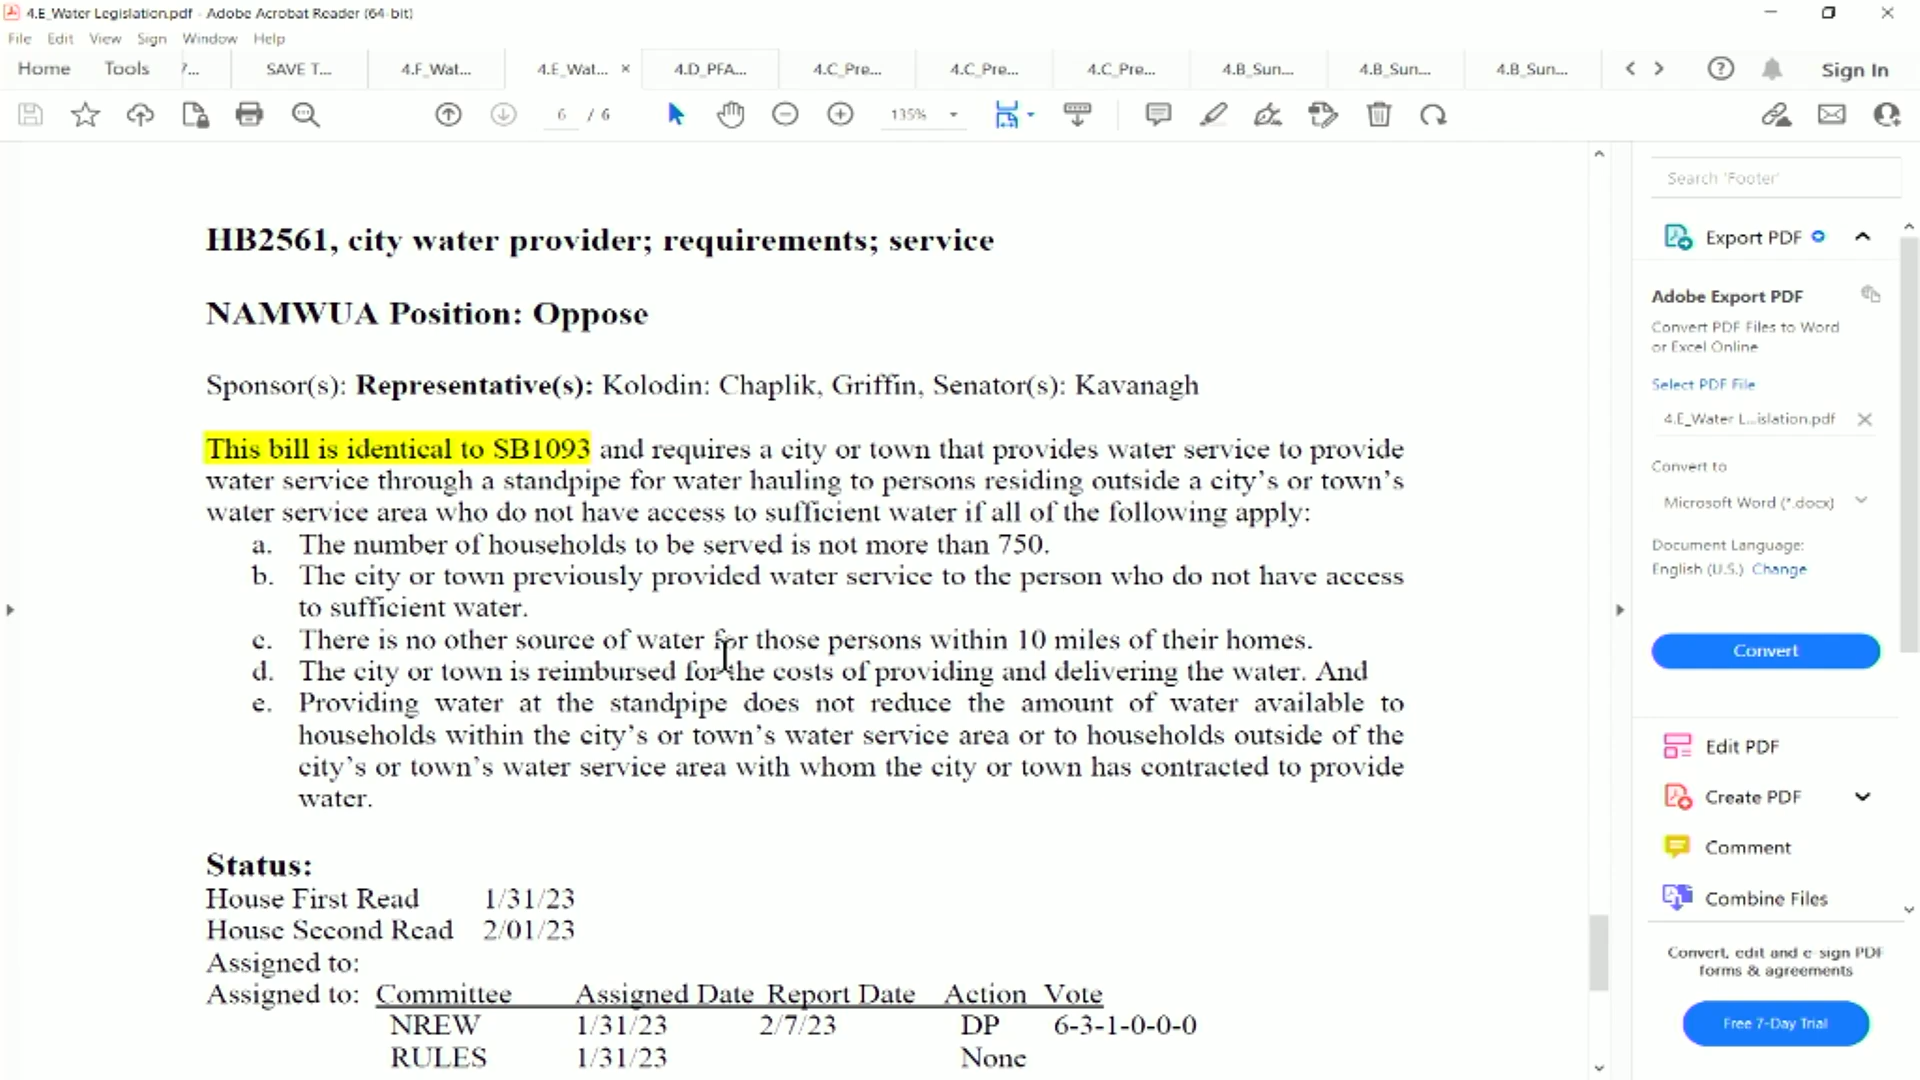 4.E_Water Legislation.pdf - Adobe Acrobat Reader (64-bit)
File Edit View Sign Window Help
Home Tools 7... SAVE T... 4.F_Wat... 4.E_Wat... × 4.D_PFA... 4.C_Pre... 4.C_Pre... 4.C_Pre... 4.B_Sun... 4.B_Sun... 4.B_Sun... Sign In
6 / 6 135%
Search 'Footer'
HB2561, city water provider; requirements; service
NAMWUA Position: Oppose
Sponsor(s): Representative(s): Kolodin: Chaplik, Griffin, Senator(s): Kavanagh
This bill is identical to SB1093 and requires a city or town that provides water service to provide
water service through a standpipe for water hauling to persons residing outside a city's or town's
water service area who do not have access to sufficient water if all of the following apply:
a. The number of households to be served is not more than 750.
b. The city or town previously provided water service to the person who do not have access
to sufficient water.
c. There is no other source of water for those persons within 10 miles of their homes.
d. The city or town is reimbursed for the costs of providing and delivering the water. And
e. Providing water at the standpipe does not reduce the amount of water available to
households within the city's or town's water service area or to households outside of the
city's or town's water service area with whom the city or town has contracted to provide
water.
Status:
House First Read 1/31/23
House Second Read 2/01/23
Assigned to:
Assigned to: Committee Assigned Date Report Date Action Vote
NREW 1/31/23 2/7/23 DP 6-3-1-0-0-0
RULES 1/31/23 None
Export PDF
Adobe Export PDF
Convert PDF Files to Word
or Excel Online
Select PDF File
4.E_Water L...islation.pdf
Convert to
Microsoft Word (*.docx)
Document Language:
English (U.S.) Change
Convert
Edit PDF
Create PDF
Comment
Combine Files
Convert, edit and e-sign PDF
forms & agreements
Free 7-Day Trial